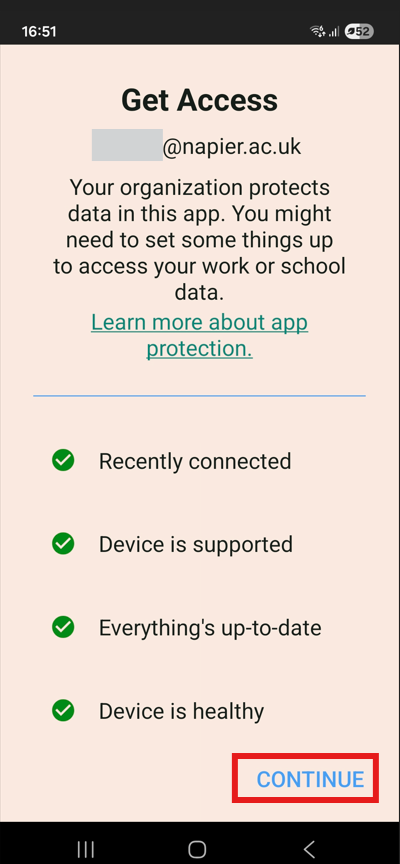 16:51
52
Get Access
@napier.ac.uk
Your organization protects
data in this app. You might
need to set some things up
to access your work or school
data.
Learn more about app
protection.
Recently connected
Device is supported
Everything's up-to-date
Device is healthy
CONTINUE